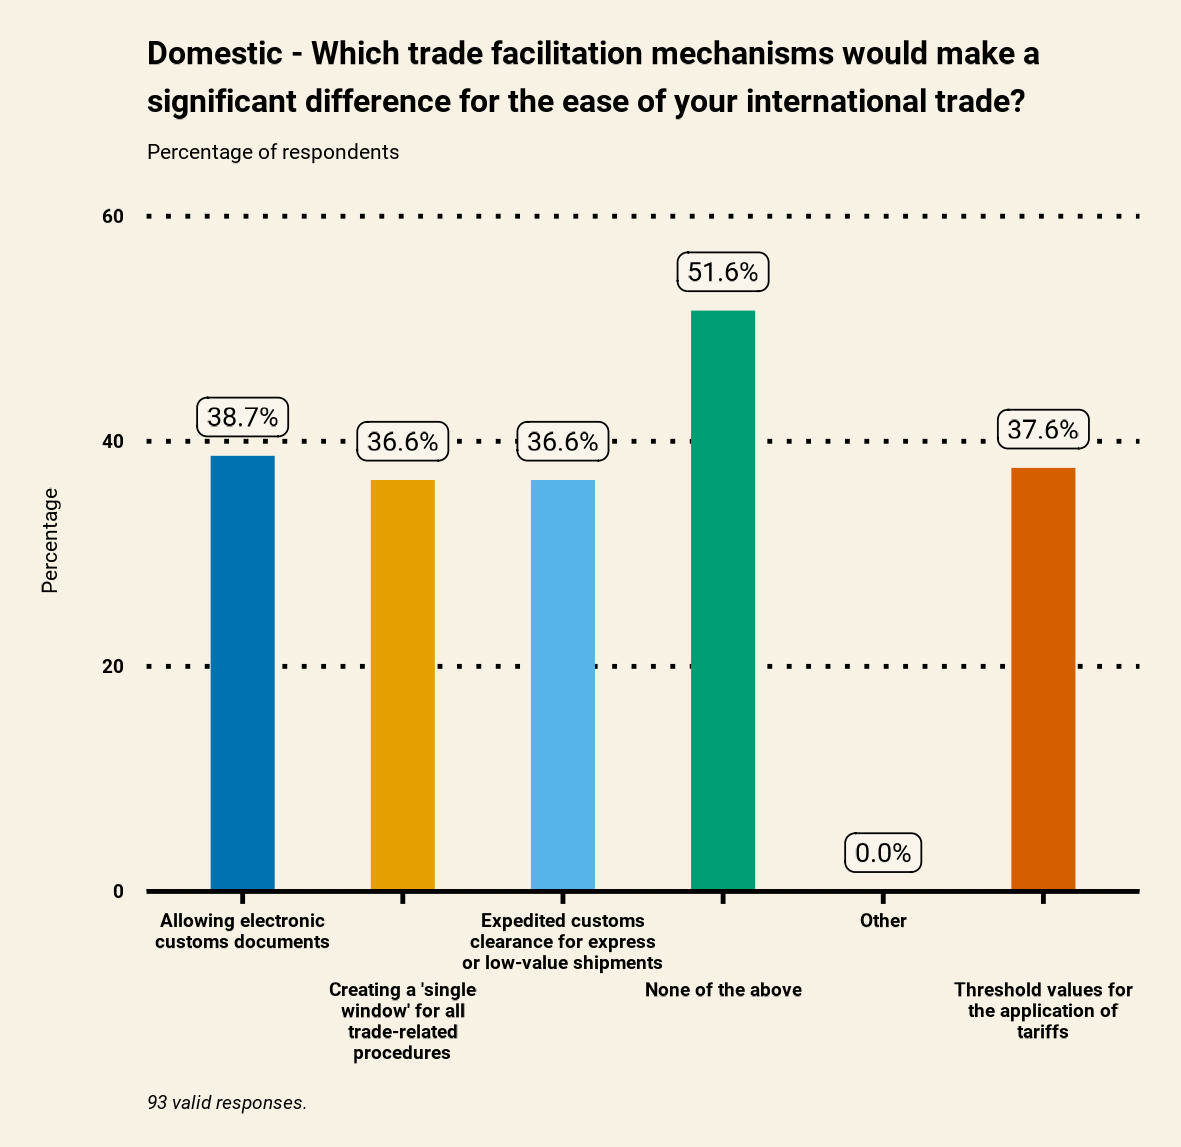 Domestic - Which trade facilitation mechanisms would make a
significant difference for the ease of your international trade?
Percentage of respondents
60
40
20
0
Percentage
38.7%
36.6%
36.6%
51.6%
0.0%
37.6%
Allowing electronic
customs documents
Creating a 'single
window' for all
trade-related
procedures
Expedited customs
clearance for express
or low-value shipments
None of the above
Other
Threshold values for
the application of
tariffs
93 valid responses.